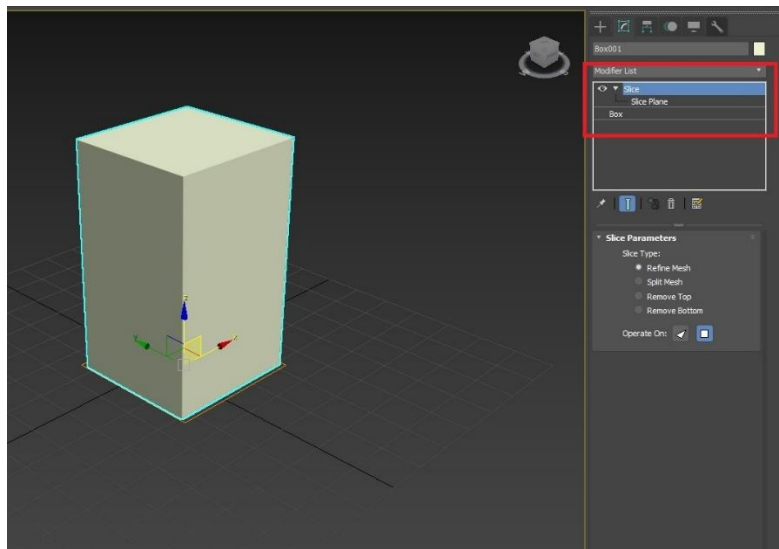 Box001
Modifier List
Slice
Slice Plane
Box
Slice Parameters
Slice Type:
Refine Mesh
Split Mesh
Remove Top
Remove Bottom
Operate On: